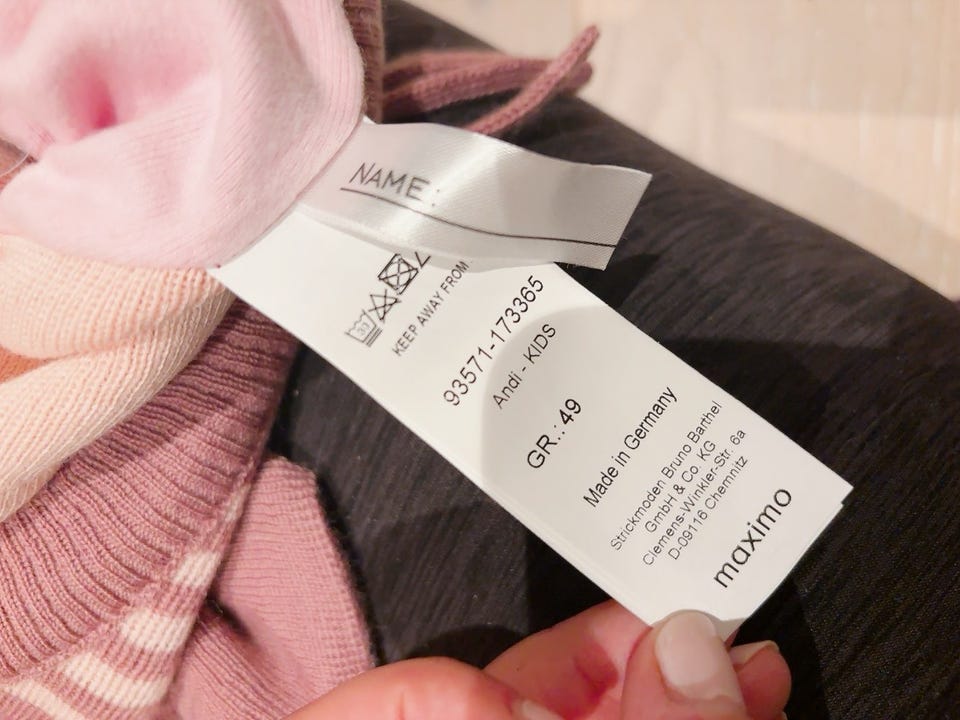 NAME:
KEEP AWAY FROM
93571-173365
Andi - KIDS
GR.: 49
Made in Germany
Strickmoden Bruno Barthel
GmbH & Co. KG
Clemens-Winkler-Str. 6a
D-09116 Chemnitz
maximo